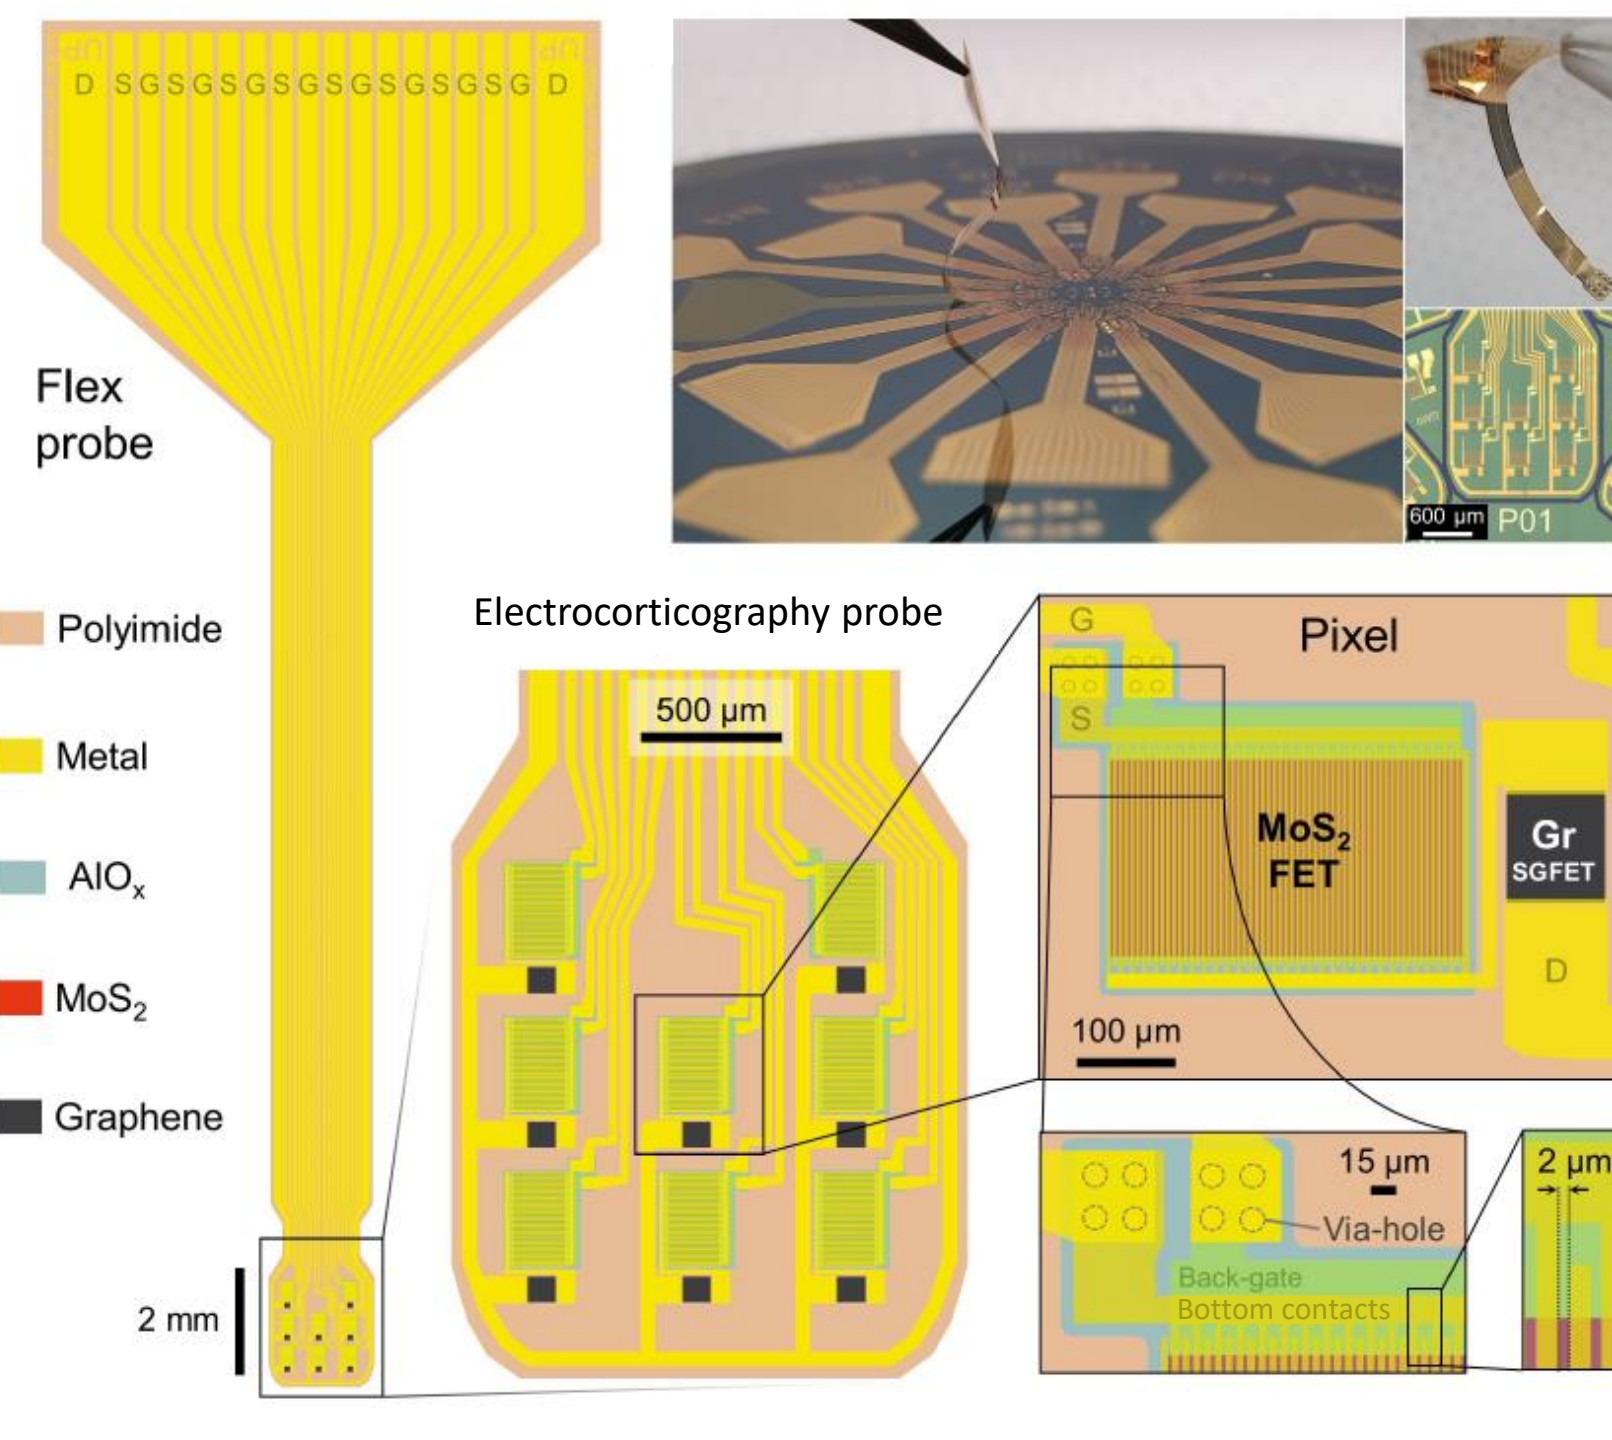 D S G S G S G S G S G S G S G S G D
Flex
probe
600 µm P01
Polyimide
Metal
AlOx
MoS2
Graphene
2 mm
Electrocorticography probe
500 µm
G
Pixel
S
MoS2
FET
Gr
SGFET
D
100 µm
15 µm
Via-hole
Back-gate
Bottom contacts
2 µm